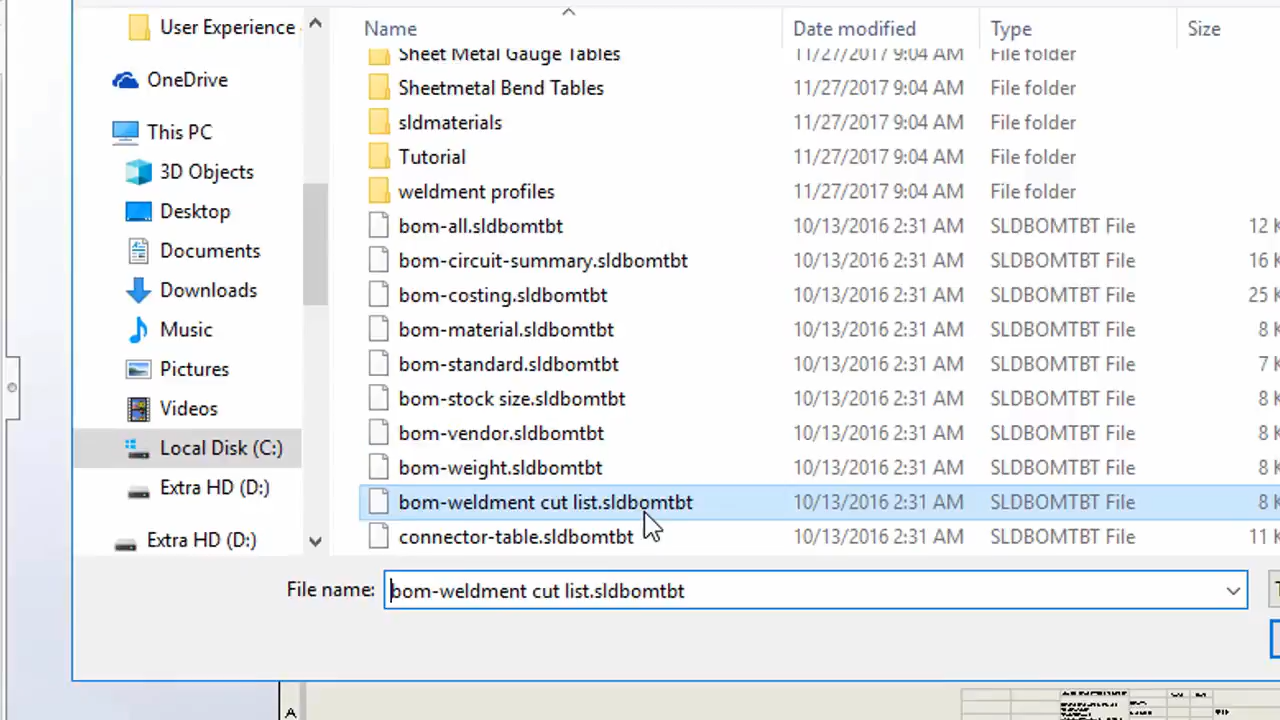 User Experience
OneDrive
This PC
3D Objects
Desktop
Documents
Downloads
Music
Pictures
Videos
Local Disk (C:)
Extra HD (D:)
Extra HD (D:)
Name Date modified Type Size
Sheet Metal Gauge Tables 11/27/2017 9:04 AM File folder
Sheetmetal Bend Tables 11/27/2017 9:04 AM File folder
sldmaterials 11/27/2017 9:04 AM File folder
Tutorial 11/27/2017 9:04 AM File folder
weldment profiles 11/27/2017 9:04 AM File folder
bom-all.sldbomtbt 10/13/2016 2:31 AM SLDBOMTBT File 12 K
bom-circuit-summary.sldbomtbt 10/13/2016 2:31 AM SLDBOMTBT File 16 K
bom-costing.sldbomtbt 10/13/2016 2:31 AM SLDBOMTBT File 25 K
bom-material.sldbomtbt 10/13/2016 2:31 AM SLDBOMTBT File 8 K
bom-standard.sldbomtbt 10/13/2016 2:31 AM SLDBOMTBT File 7 K
bom-stock size.sldbomtbt 10/13/2016 2:31 AM SLDBOMTBT File 8 K
bom-vendor.sldbomtbt 10/13/2016 2:31 AM SLDBOMTBT File 8 K
bom-weight.sldbomtbt 10/13/2016 2:31 AM SLDBOMTBT File 8 K
bom-weldment cut list.sldbomtbt 10/13/2016 2:31 AM SLDBOMTBT File 8 K
connector-table.sldbomtbt 10/13/2016 2:31 AM SLDBOMTBT File 11 K
File name: bom-weldment cut list.sldbomtbt
A